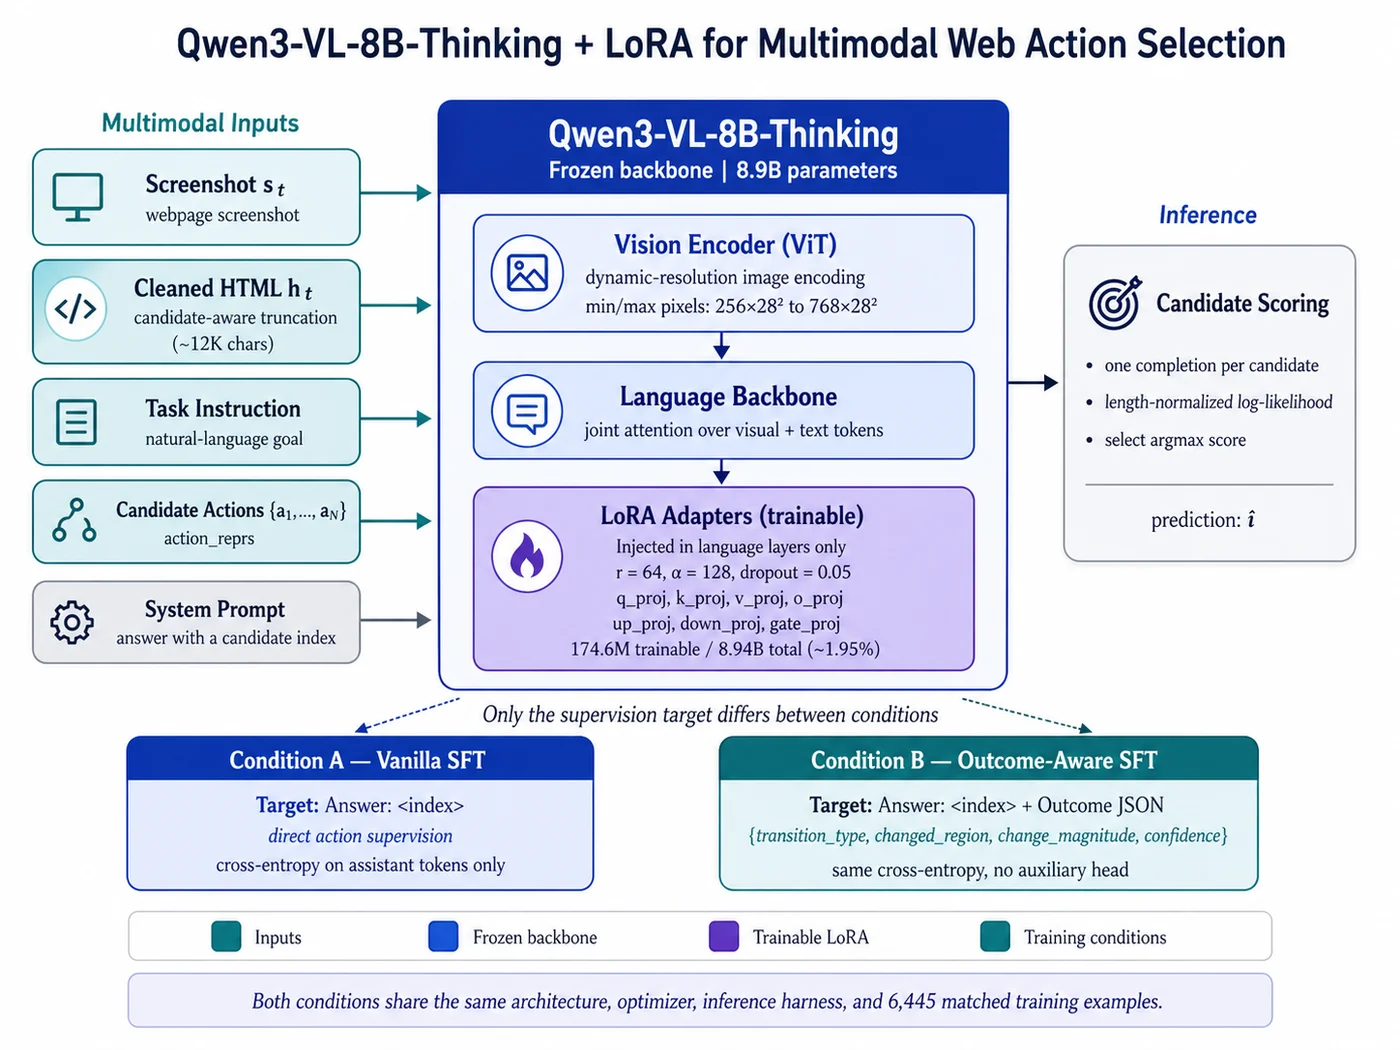 Qwen3-VL-8B-Thinking + LoRA for Multimodal Web Action Selection
Multimodal Inputs
Screenshot s_t
webpage screenshot
Cleaned HTML h_t
candidate-aware truncation
(~12K chars)
Task Instruction
natural-language goal
Candidate Actions {a₁,..., a_N}
action_reprs
System Prompt
answer with a candidate index
Qwen3-VL-8B-Thinking
Frozen backbone | 8.9B parameters
Vision Encoder (ViT)
dynamic-resolution image encoding
min/max pixels: 256×28² to 768×28²
Language Backbone
joint attention over visual + text tokens
LoRA Adapters (trainable)
Injected in language layers only
r = 64, α = 128, dropout = 0.05
q_proj, k_proj, v_proj, o_proj
up_proj, down_proj, gate_proj
174.6M trainable / 8.94B total (~1.95%)
Inference
Candidate Scoring
• one completion per candidate
• length-normalized log-likelihood
• select argmax score
prediction: î
Only the supervision target differs between conditions
Condition A — Vanilla SFT
Target: Answer: <index>
direct action supervision
cross-entropy on assistant tokens only
Condition B — Outcome-Aware SFT
Target: Answer: <index> + Outcome JSON
{transition_type, changed_region, change_magnitude, confidence}
same cross-entropy, no auxiliary head
Inputs
Frozen backbone
Trainable LoRA
Training conditions
Both conditions share the same architecture, optimizer, inference harness, and 6,445 matched training examples.